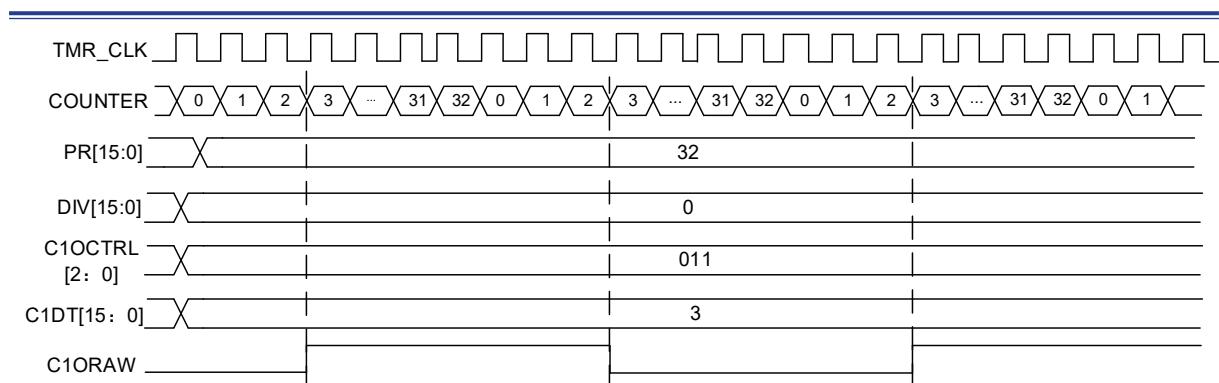 TMR_CLK
COUNTER 0 1 2 3 ... 31 32 0 1 2 3 ... 31 32 0 1 2 3 ... 31 32 0 1
PR[15:0] 32
DIV[15:0] 0
C1OCTRL
[2： 0] 011
C1DT[15： 0] 3
C1ORAW